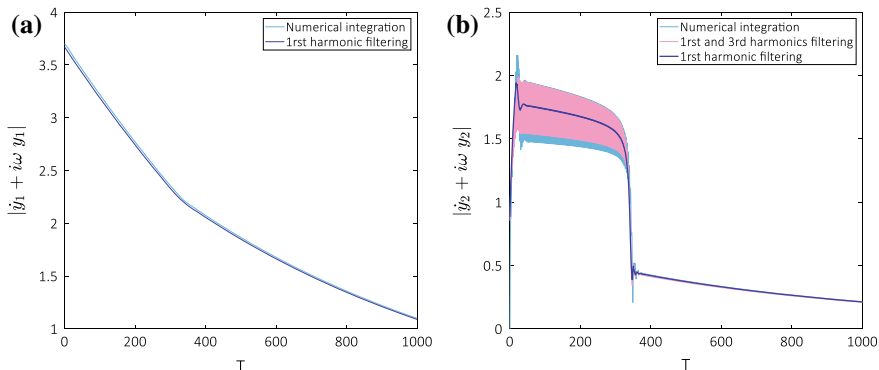 (a)
4
3.5
3
2.5
2
1.5
1
0
200
400
600
800
1000
T
|ẏ₁ + iω y₁|
Numerical integration
1rst harmonic filtering
(b)
2.5
2
1.5
1
0.5
0
0
200
400
600
800
1000
T
|ẏ₂ + iω y₂|
Numerical integration
1rst and 3rd harmonics filtering
1rst harmonic filtering